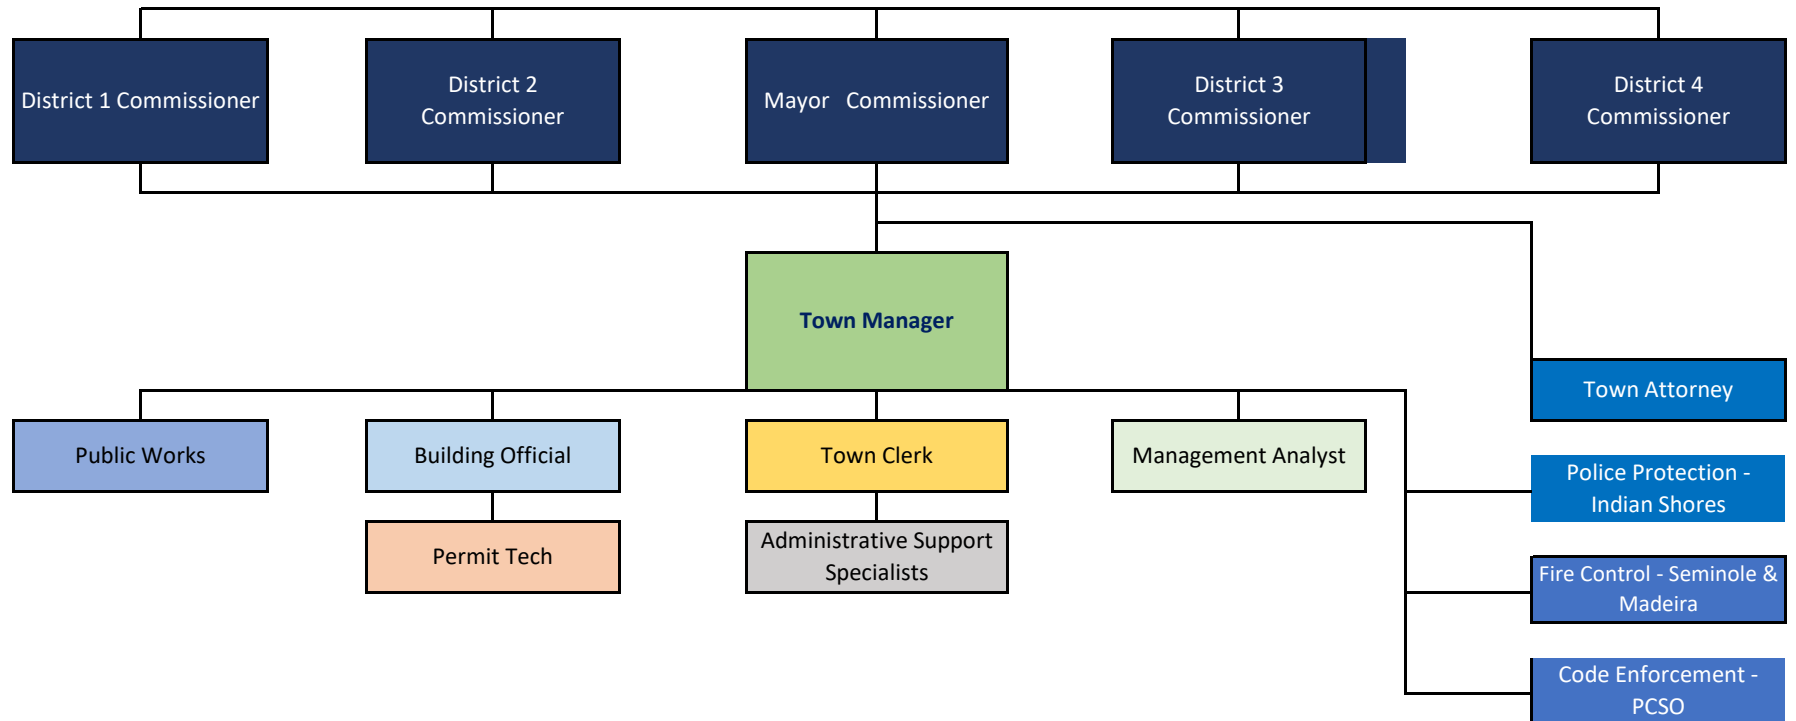 District 1 Commissioner
District 2
Commissioner
Mayor   Commissioner
District 3
Commissioner
District 4
Commissioner
Town Manager
Town Attorney
Public Works
Building Official
Town Clerk
Management Analyst
Police Protection -
Indian Shores
Permit Tech
Administrative Support
Specialists
Fire Control - Seminole &
Madeira
Code Enforcement -
PCSO